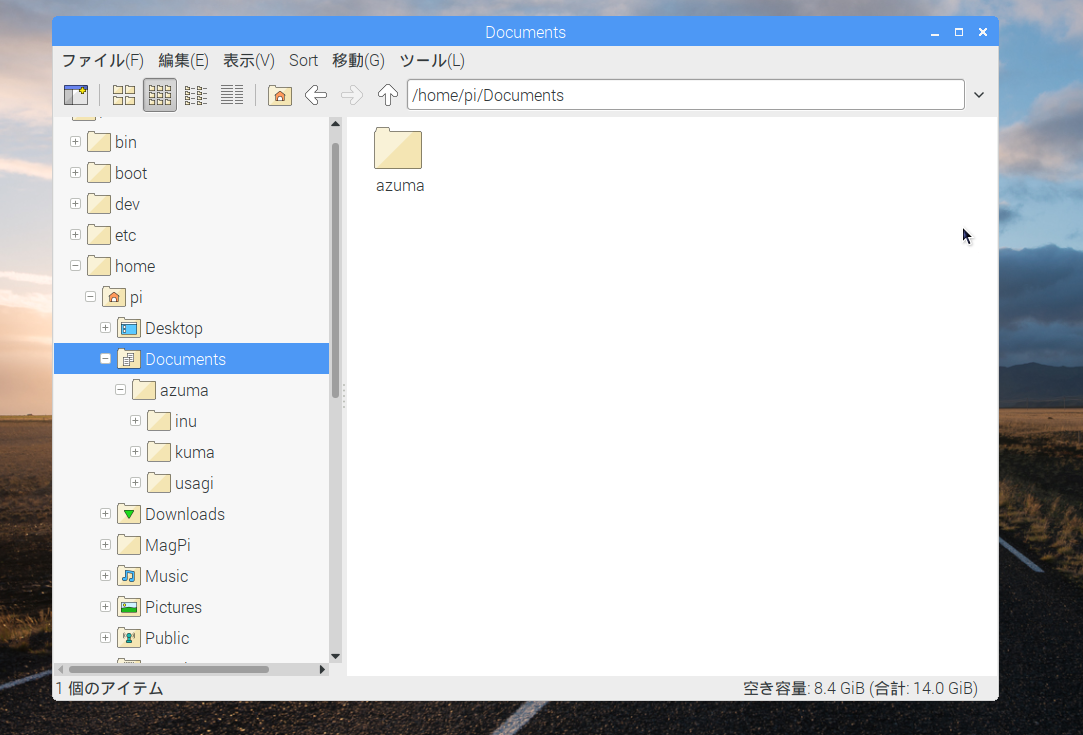 Documents
ファイル(F) 編集(E) 表示(V) Sort 移動(G) ツール(L)
/home/pi/Documents
bin
boot
dev
etc
home
pi
Desktop
Documents
azuma
inu
kuma
usagi
Downloads
MagPi
Music
Pictures
Public
azuma
1 個のアイテム
空き容量: 8.4 GiB (合計: 14.0 GiB)